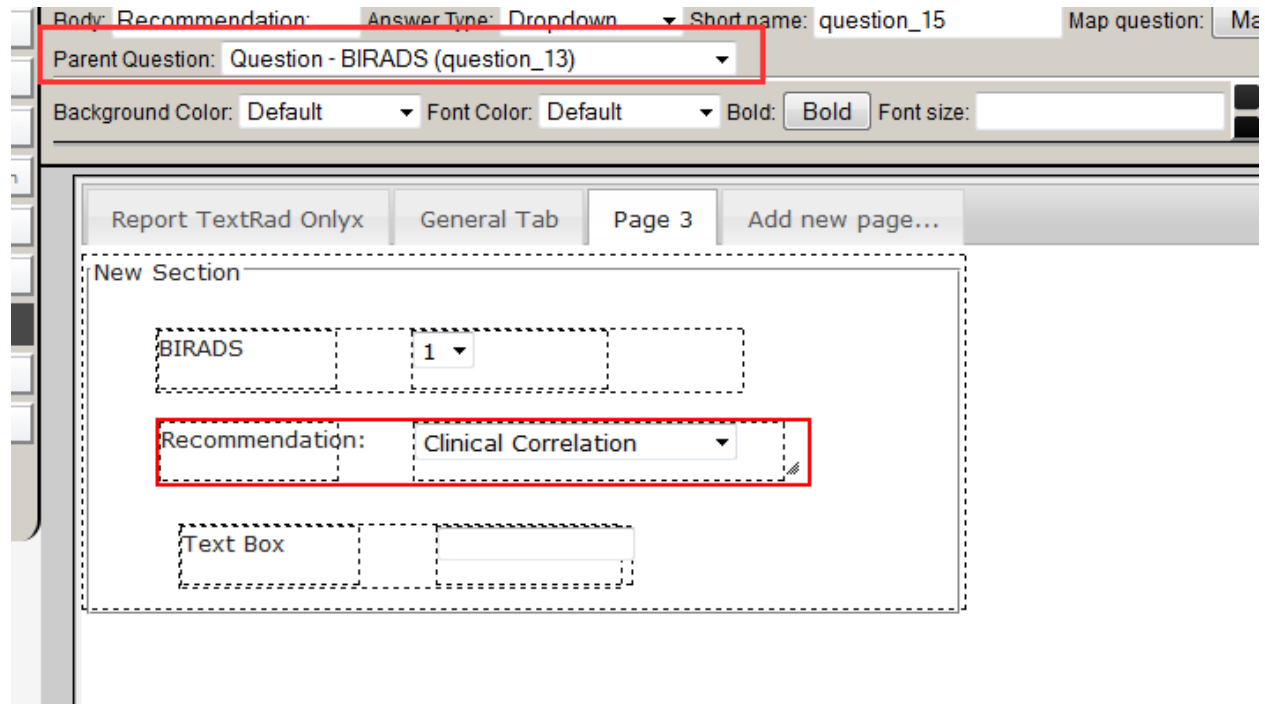 Body: Recommendation: Answer Type: Dropdown Short name: question_15 Map question:
Parent Question: Question - BIRADS (question_13)
Background Color: Default Font Color: Default Bold: Bold Font size:
Report TextRad Onlyx General Tab Page 3 Add new page...
New Section
BIRADS 1
Recommendation: Clinical Correlation
Text Box